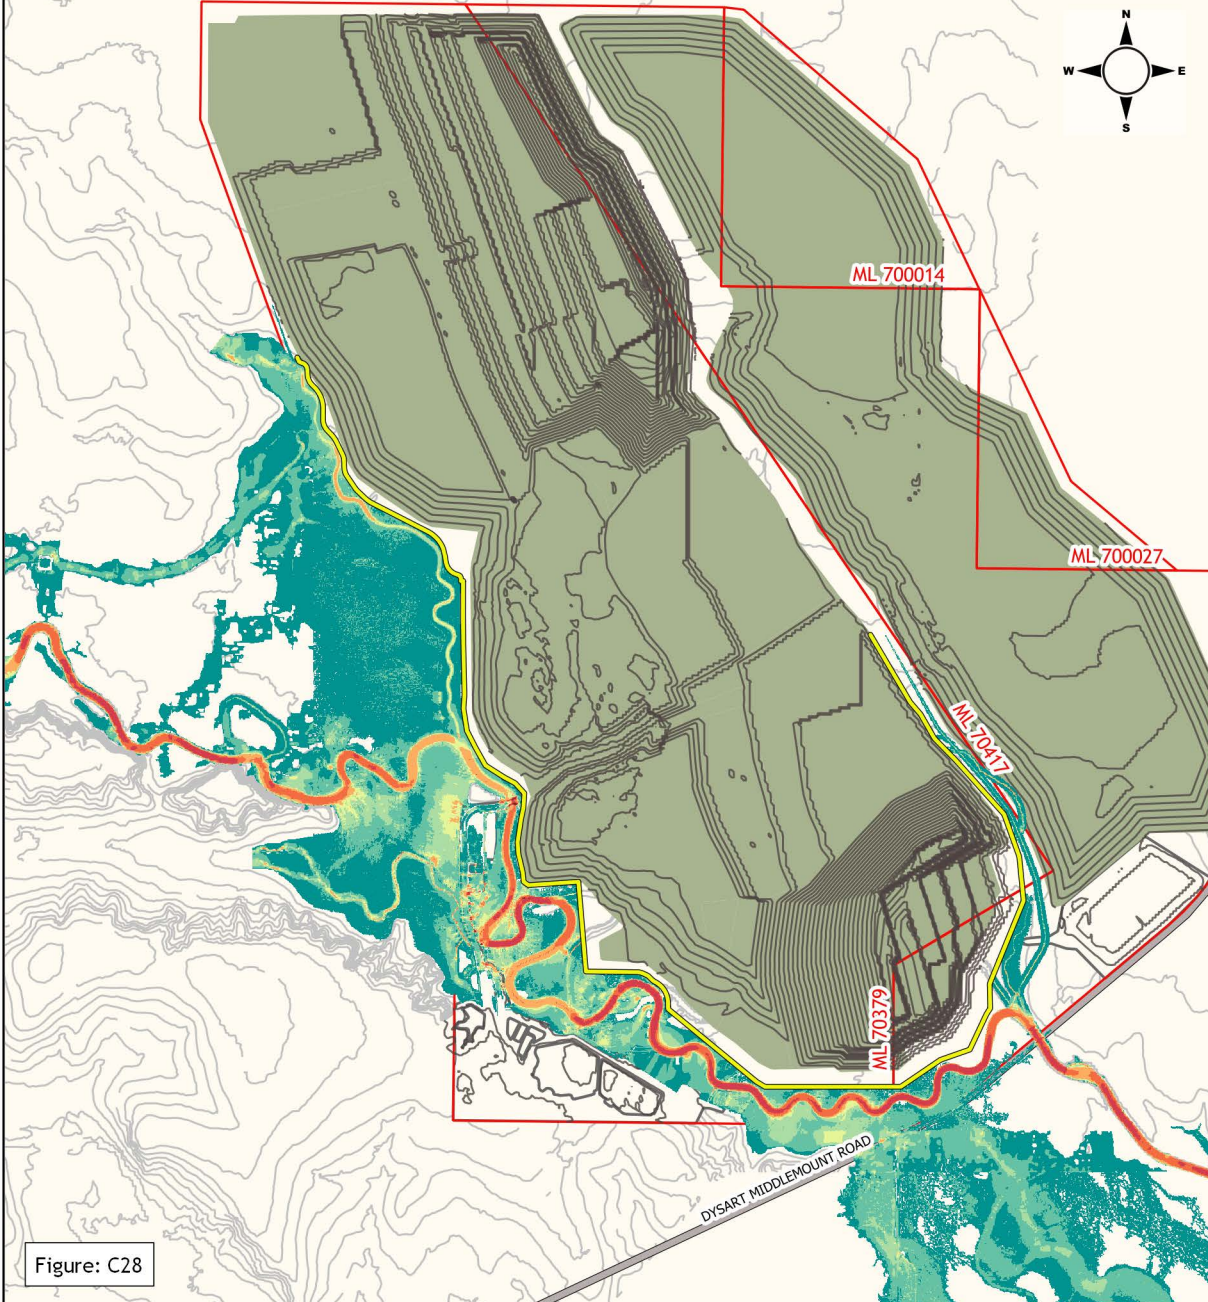 N
W E
S
ML 700014
ML 700027
ML 70417
ML 70379
DYSART MIDDLEMOUNT ROAD
Figure: C28